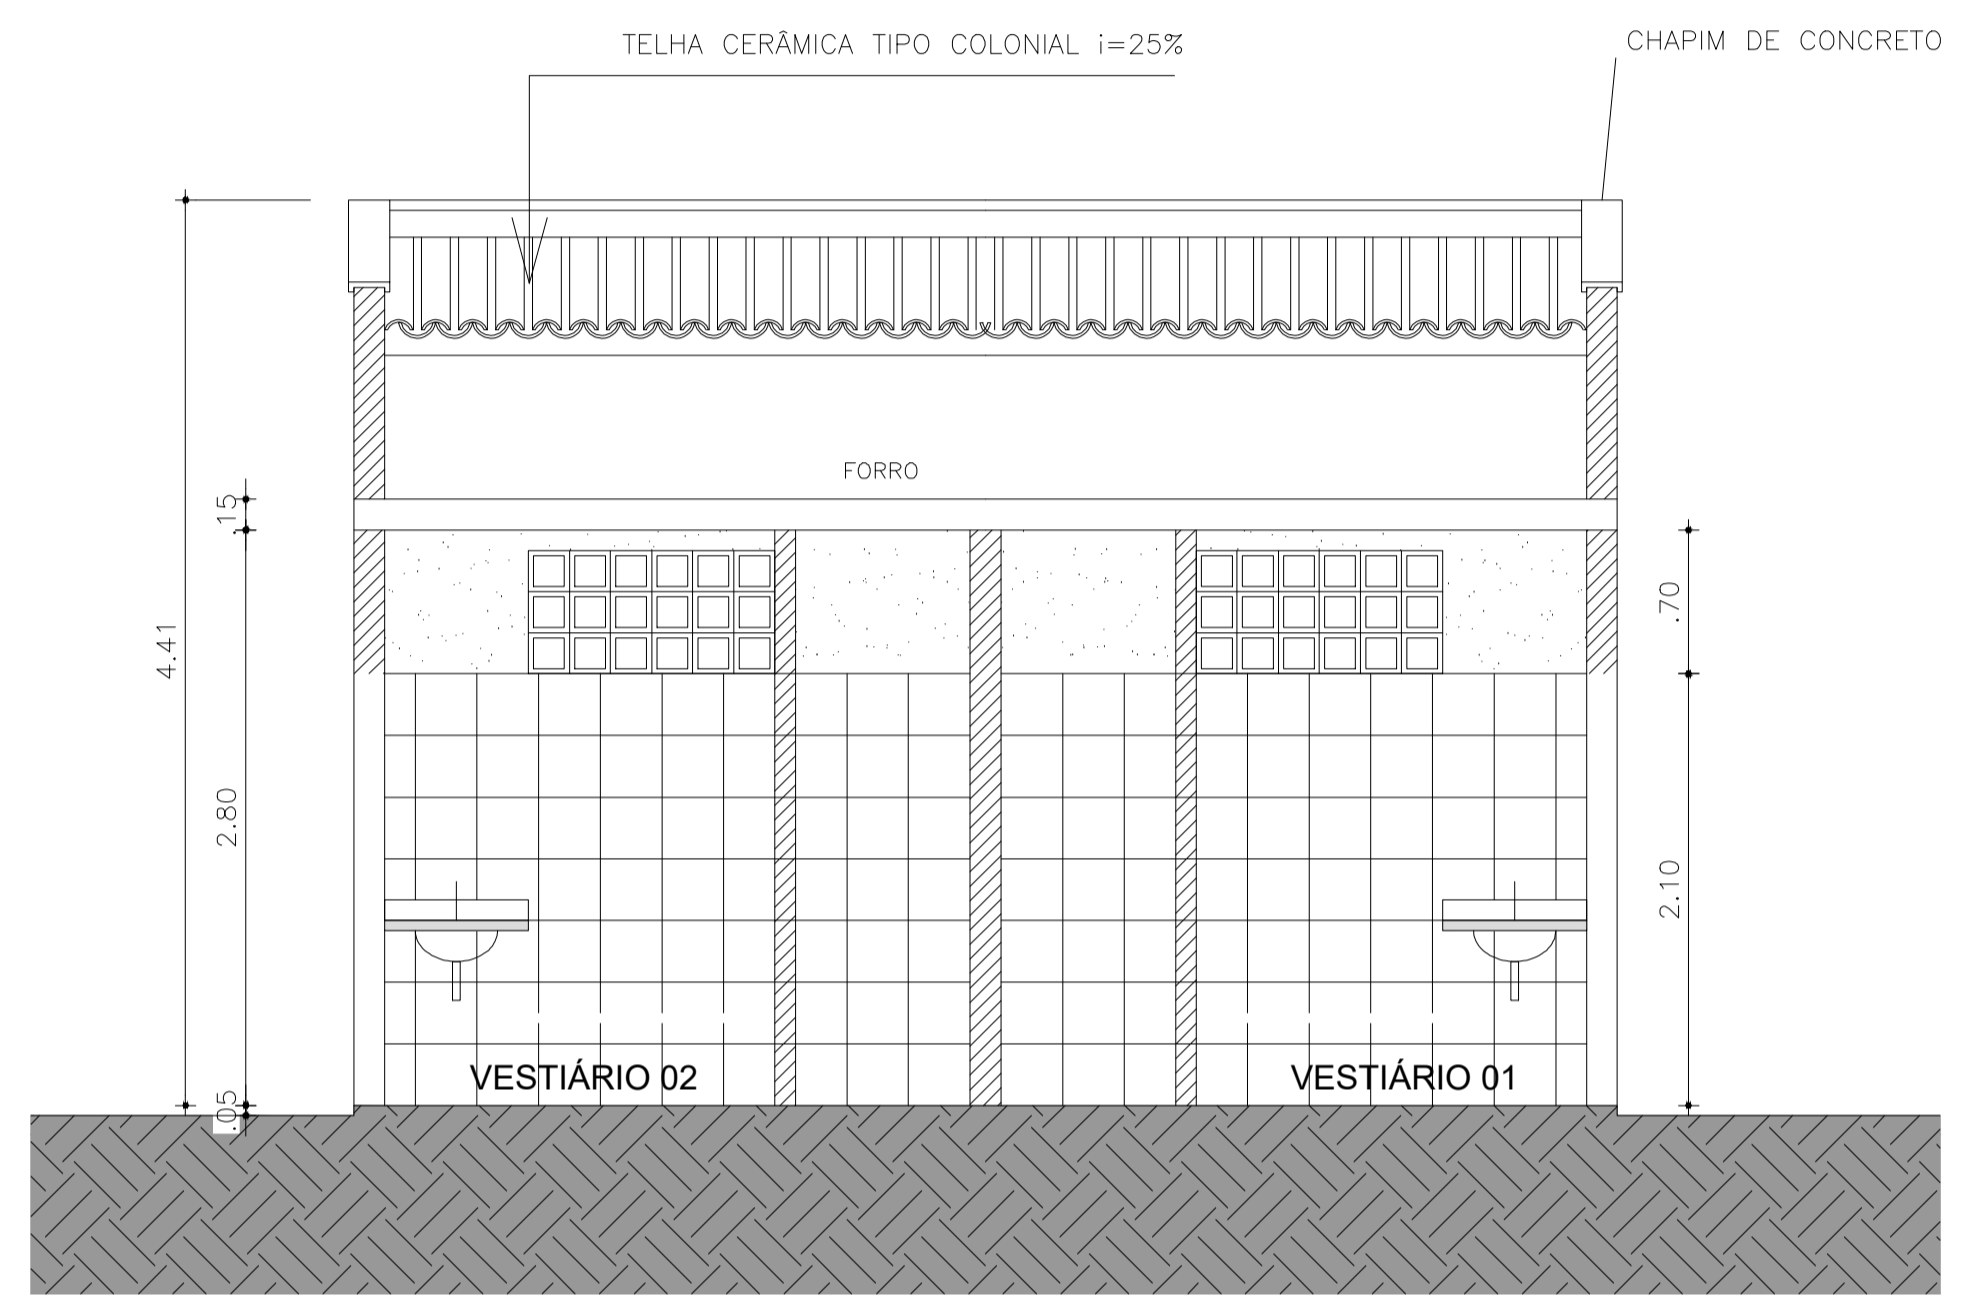 TELHA CERÂMICA TIPO COLONIAL i=25%
CHAPIM DE CONCRETO
FORRO
.15
.70
4.41
2.80
2.10
.05
VESTIÁRIO 02
VESTIÁRIO 01